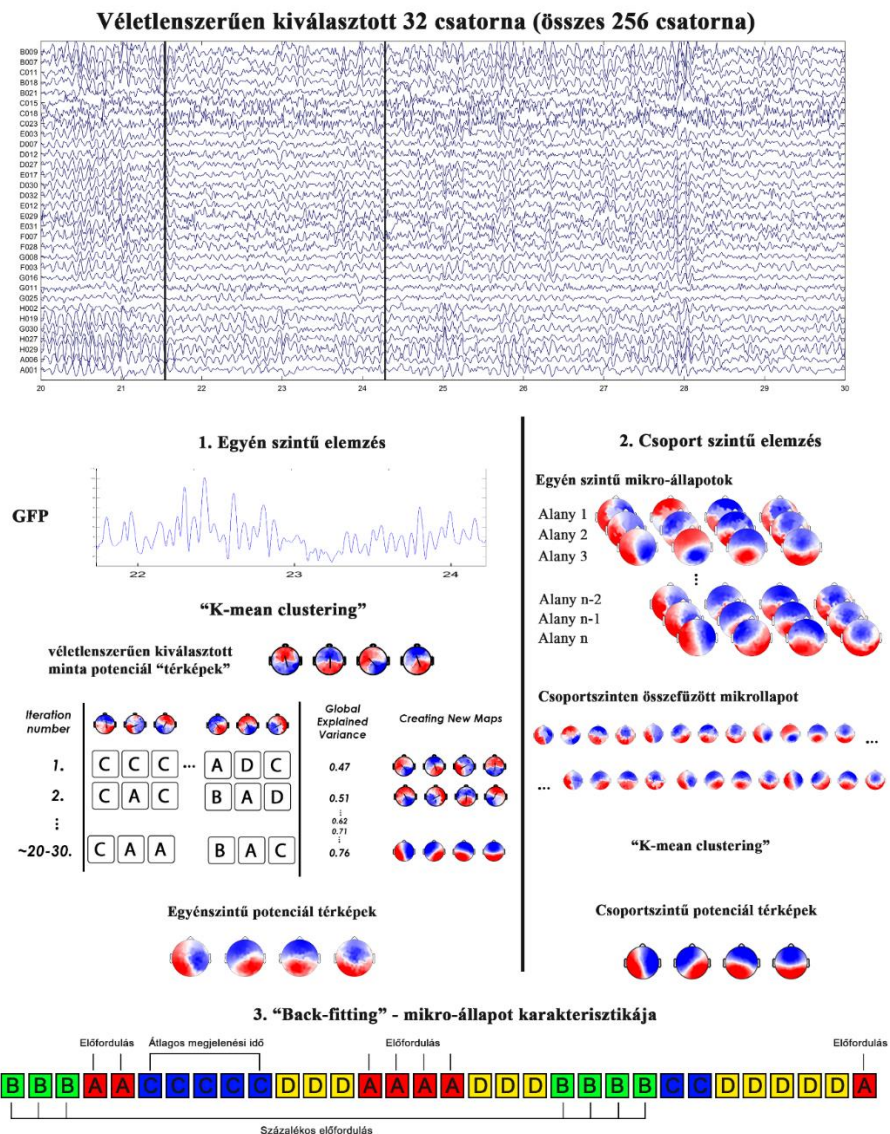 Véletlenszerűen kiválasztott 32 csatorna (összes 256 csatorna)
B009
B007
C011
B018
B021
C015
C018
C023
E003
D007
D012
D027
E017
D030
D032
E012
E029
E031
F007
F028
G008
F003
G016
G011
G025
H002
H019
G030
H027
H029
A006
A001
20 21 22 23 24 25 26 27 28 29 30
1. Egyén szintű elemzés
GFP
22 23 24
“K-mean clustering”
véletlenszerűen kiválasztott
minta potenciál “térképek”
Iteration
number
Global
Explained
Variance
Creating New Maps
1. C C C ... A D C 0.47
2. C A C B A D 0.51
⋮
0.62
0.71
⋮
~20-30. C A A B A C 0.76
Egyénszintű potenciál térképek
2. Csoport szintű elemzés
Egyén szintű mikro-állapotok
Alany 1
Alany 2
Alany 3
⋮
Alany n-2
Alany n-1
Alany n
Csoportszinten összefüzött mikrollapot
...
...
“K-mean clustering”
Csoportszintű potenciál térképek
3. “Back-fitting” - mikro-állapot karakterisztikája
Előfordulás Átlagos megjelenési idő Előfordulás Előfordulás
B B B A A C C C C C D D D A A A A D D D B B B B C C D D D D D A
Százalékos előfordulás